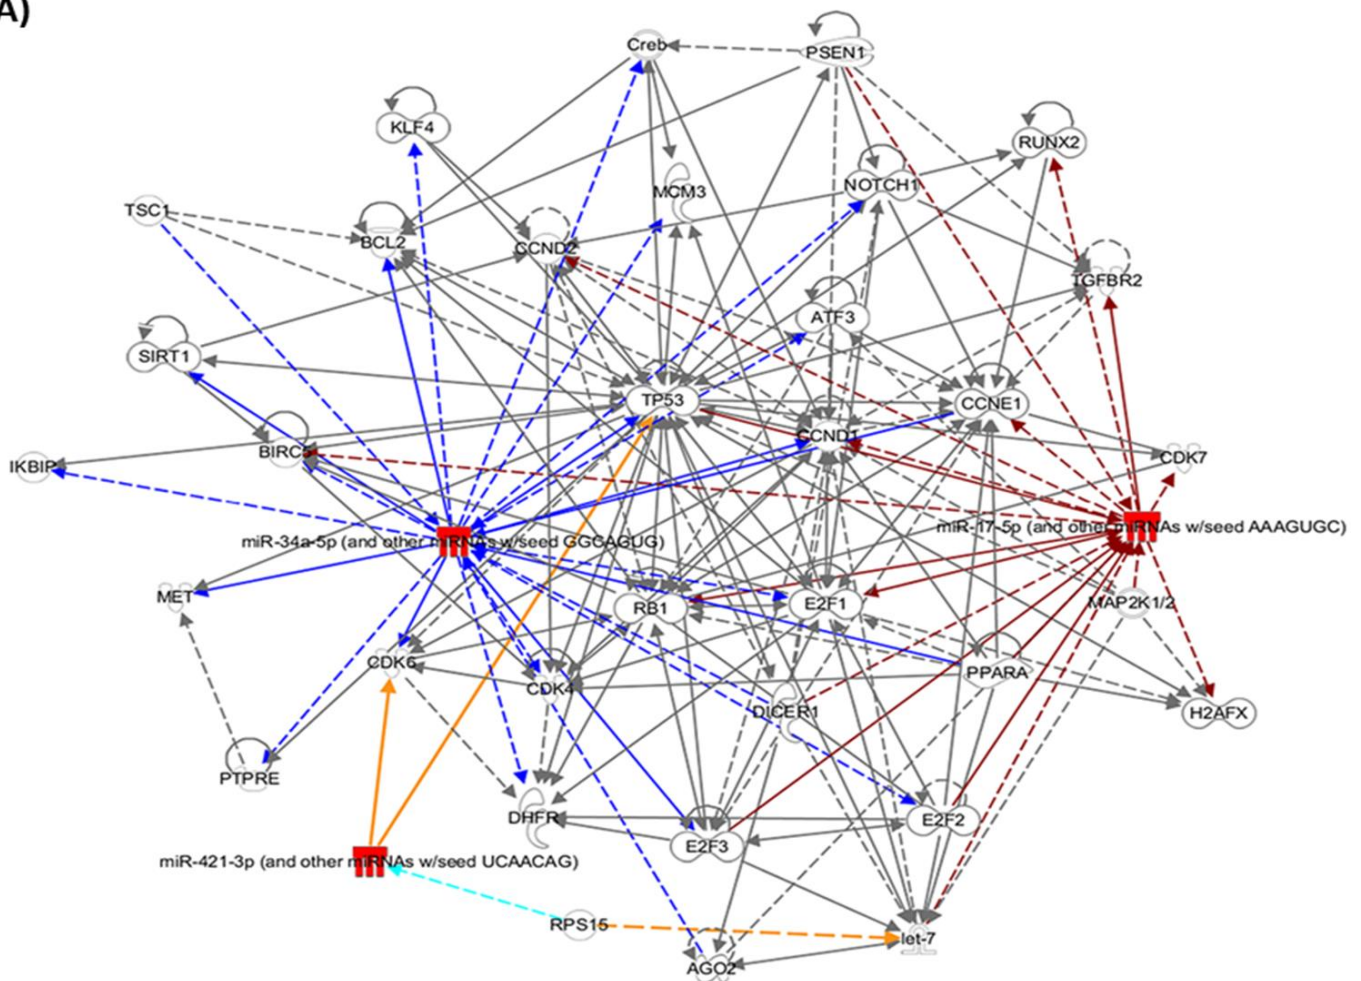 A)
Creb
PSEN1
KLF4
RUNX2
MCM3
NOTCH1
TSC1
BCL2
CCND2
TGFBR2
ATF3
SIRT1
TP53
CCNE1
CCND1
BIRC5
IKBIP
CDK7
miR-17-5p (and other miRNAs w/seed AAAGUGC)
miR-34a-5p (and other miRNAs w/seed GGCAGUG)
MET
RB1
E2F1
MAP2K1/2
CDK6
PPARA
CDK4
DICER1
H2AFX
PTPRE
DHFR
E2F2
E2F3
miR-421-3p (and other miRNAs w/seed UCAACAG)
RPS15
let-7
AGO2